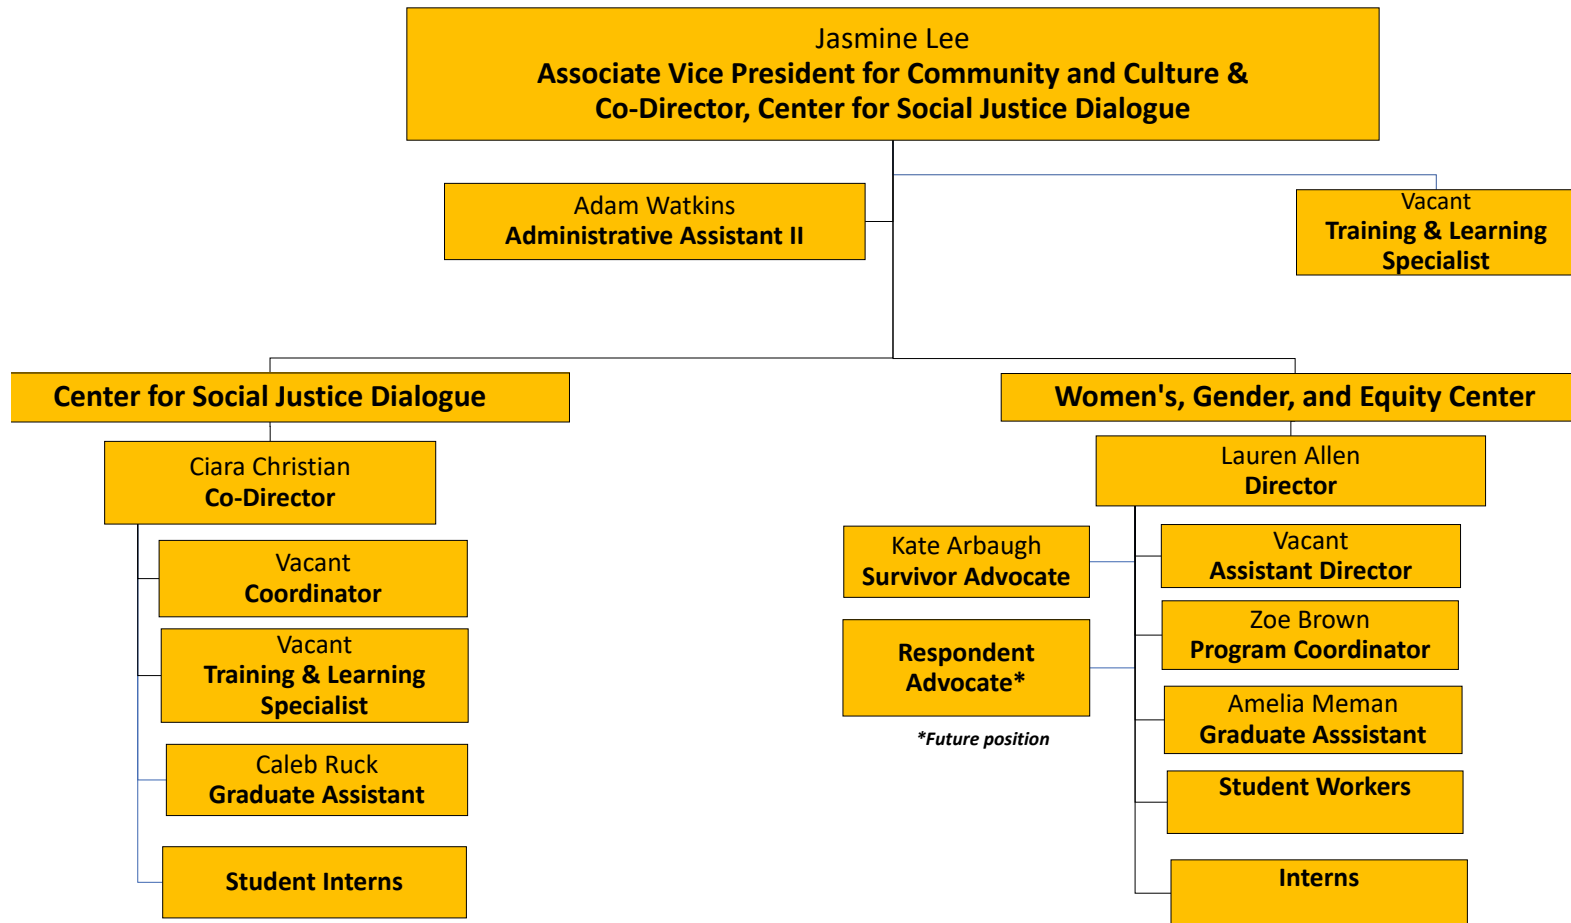 Jasmine Lee
Associate Vice President for Community and Culture &
Co-Director, Center for Social Justice Dialogue
Adam Watkins
Administrative Assistant II
Vacant
Training & Learning
Specialist
Center for Social Justice Dialogue
Ciara Christian
Co-Director
Vacant
Coordinator
Vacant
Training & Learning
Specialist
Caleb Ruck
Graduate Assistant
Student Interns
Women's, Gender, and Equity Center
Lauren Allen
Director
Kate Arbaugh
Survivor Advocate
Respondent
Advocate*
*Future position
Vacant
Assistant Director
Zoe Brown
Program Coordinator
Amelia Meman
Graduate Asssistant
Student Workers
Interns